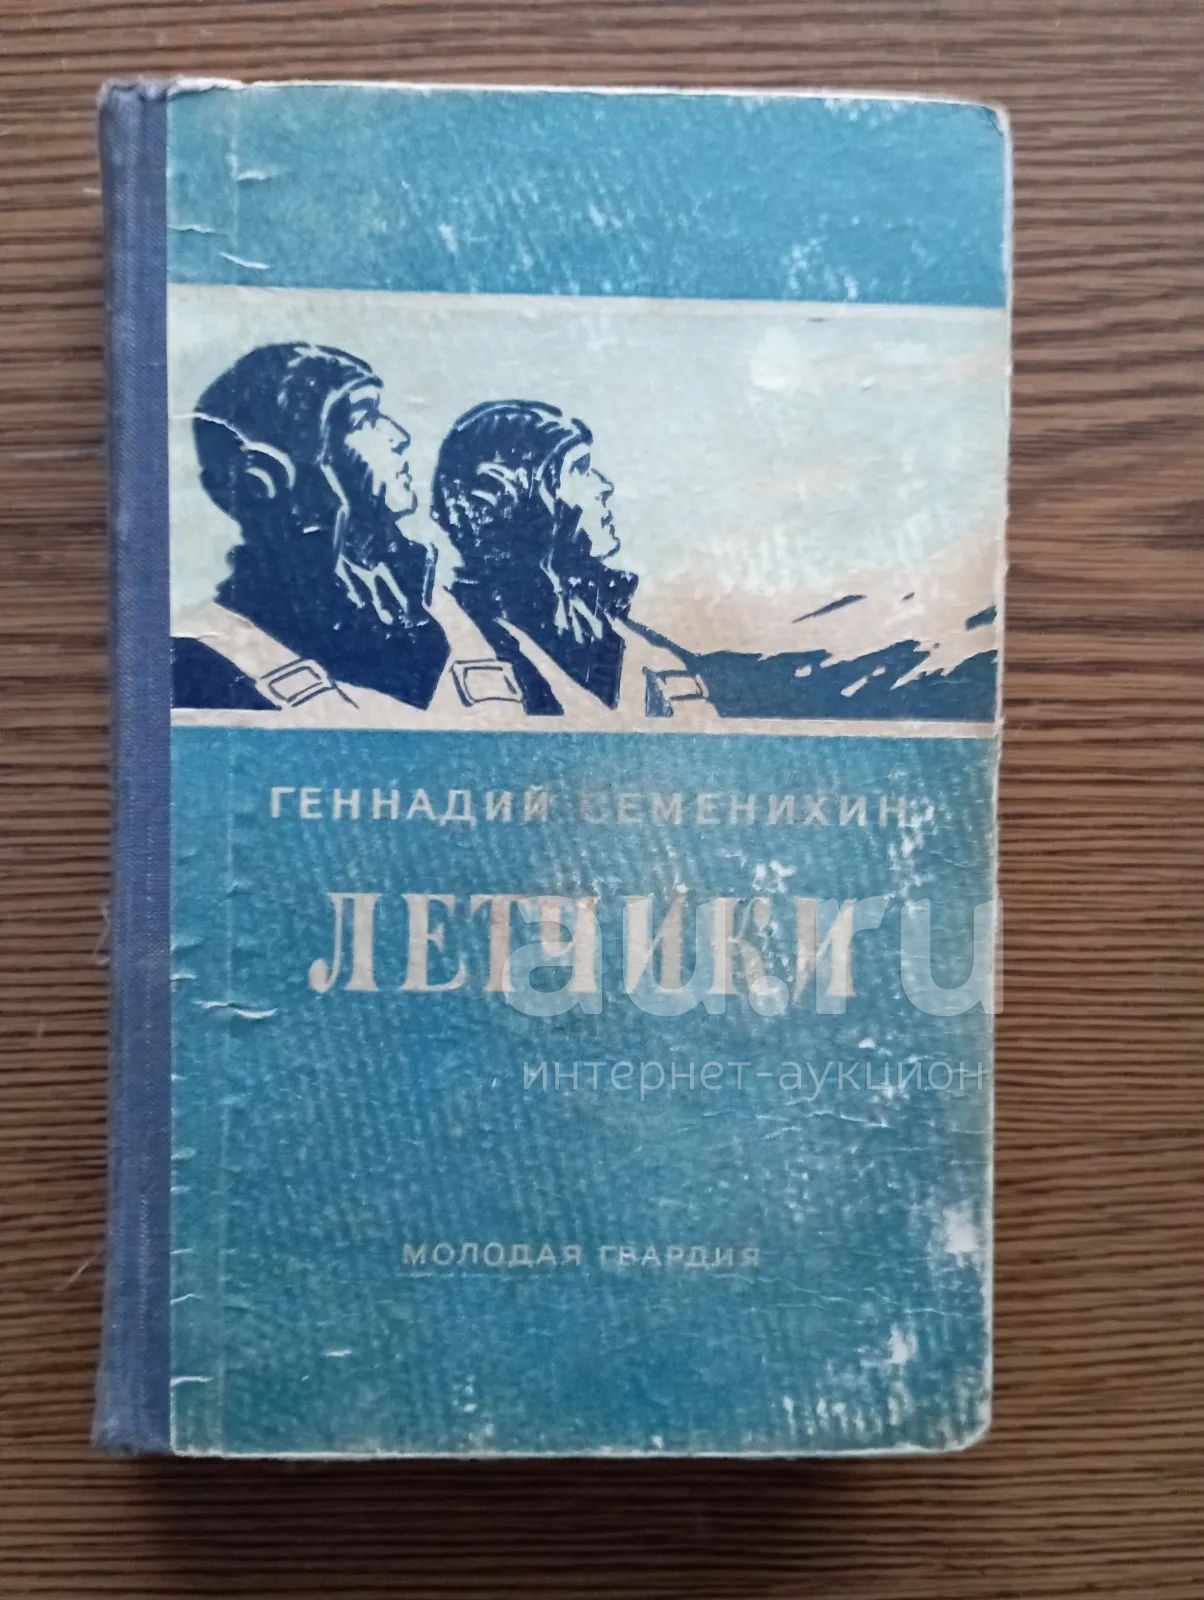 ГЕННАДИЙ СЕМЕНИХИН
ЛЕТЧИКИ
au.ru
интернет-аукцион
МОЛОДАЯ ГВАРДИЯ